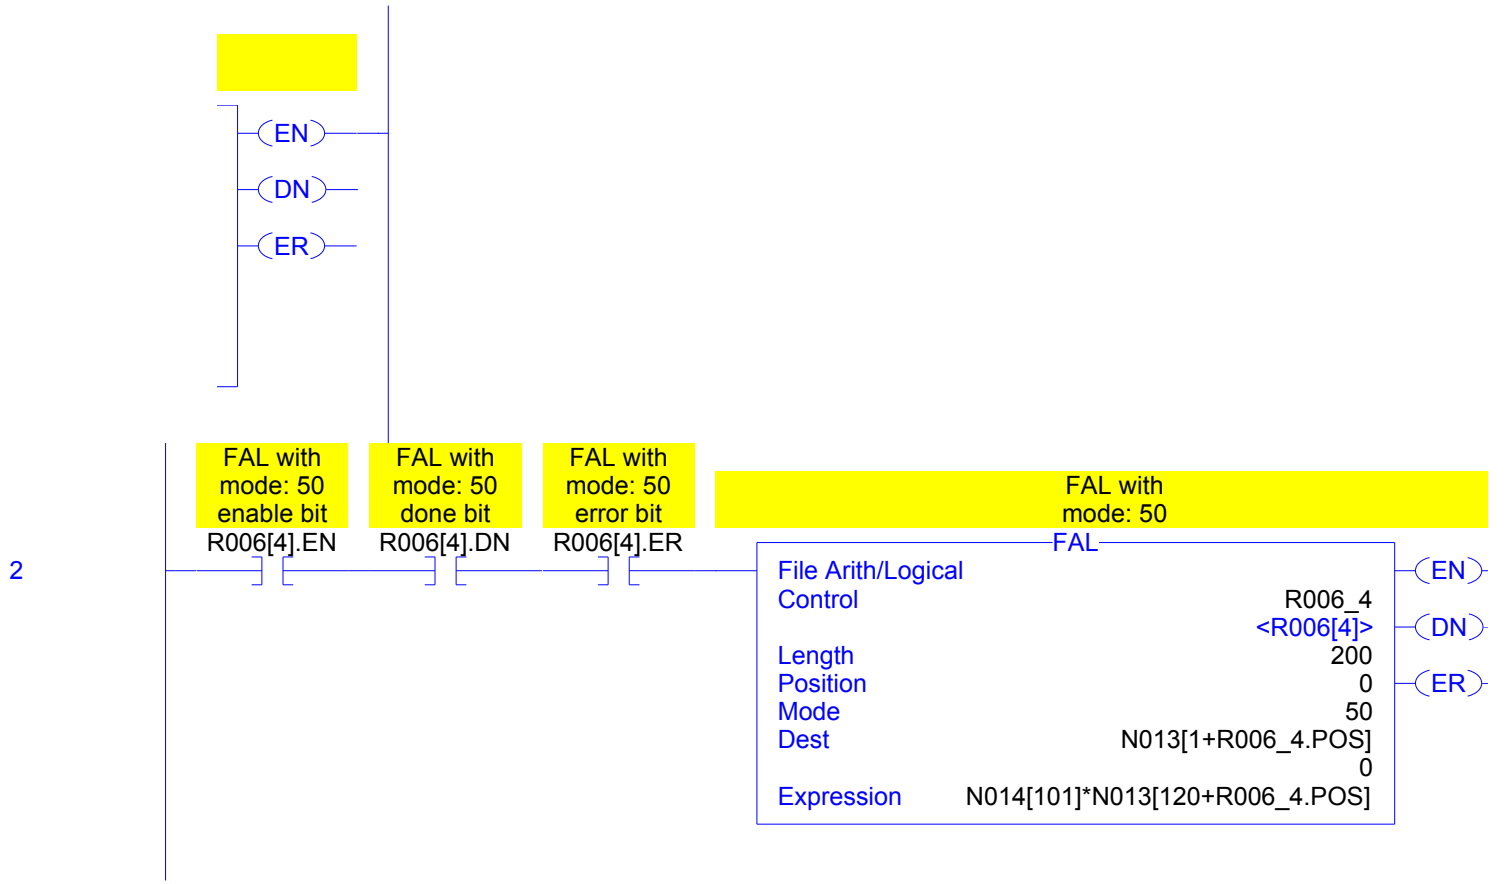 EN
DN
ER
FAL with
mode: 50
enable bit
R006[4].EN
FAL with
mode: 50
done bit
R006[4].DN
FAL with
mode: 50
error bit
R006[4].ER
FAL with
mode: 50
FAL
2
File Arith/Logical
Control R006_4
<R006[4]>
Length 200
Position 0
Mode 50
Dest N013[1+R006_4.POS]
0
Expression N014[101]*N013[120+R006_4.POS]
EN
DN
ER